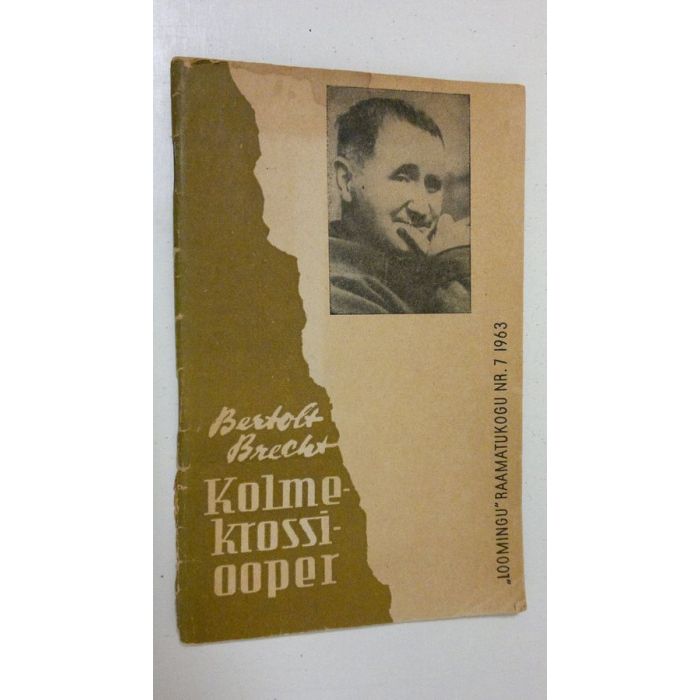 Bertolt
Brecht
Kolme-
krossi-
ooper
„LOOMINGU” RAAMATUKOGU NR. 7 1963